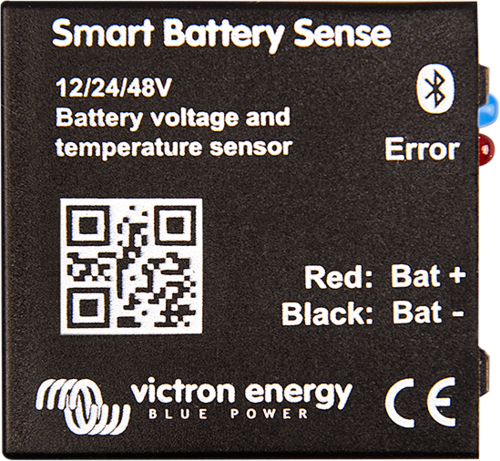 Smart Battery Sense
12/24/48V
Battery voltage and
temperature sensor
Error
Red: Bat +
Black: Bat -
victron energy
BLUE POWER
CE